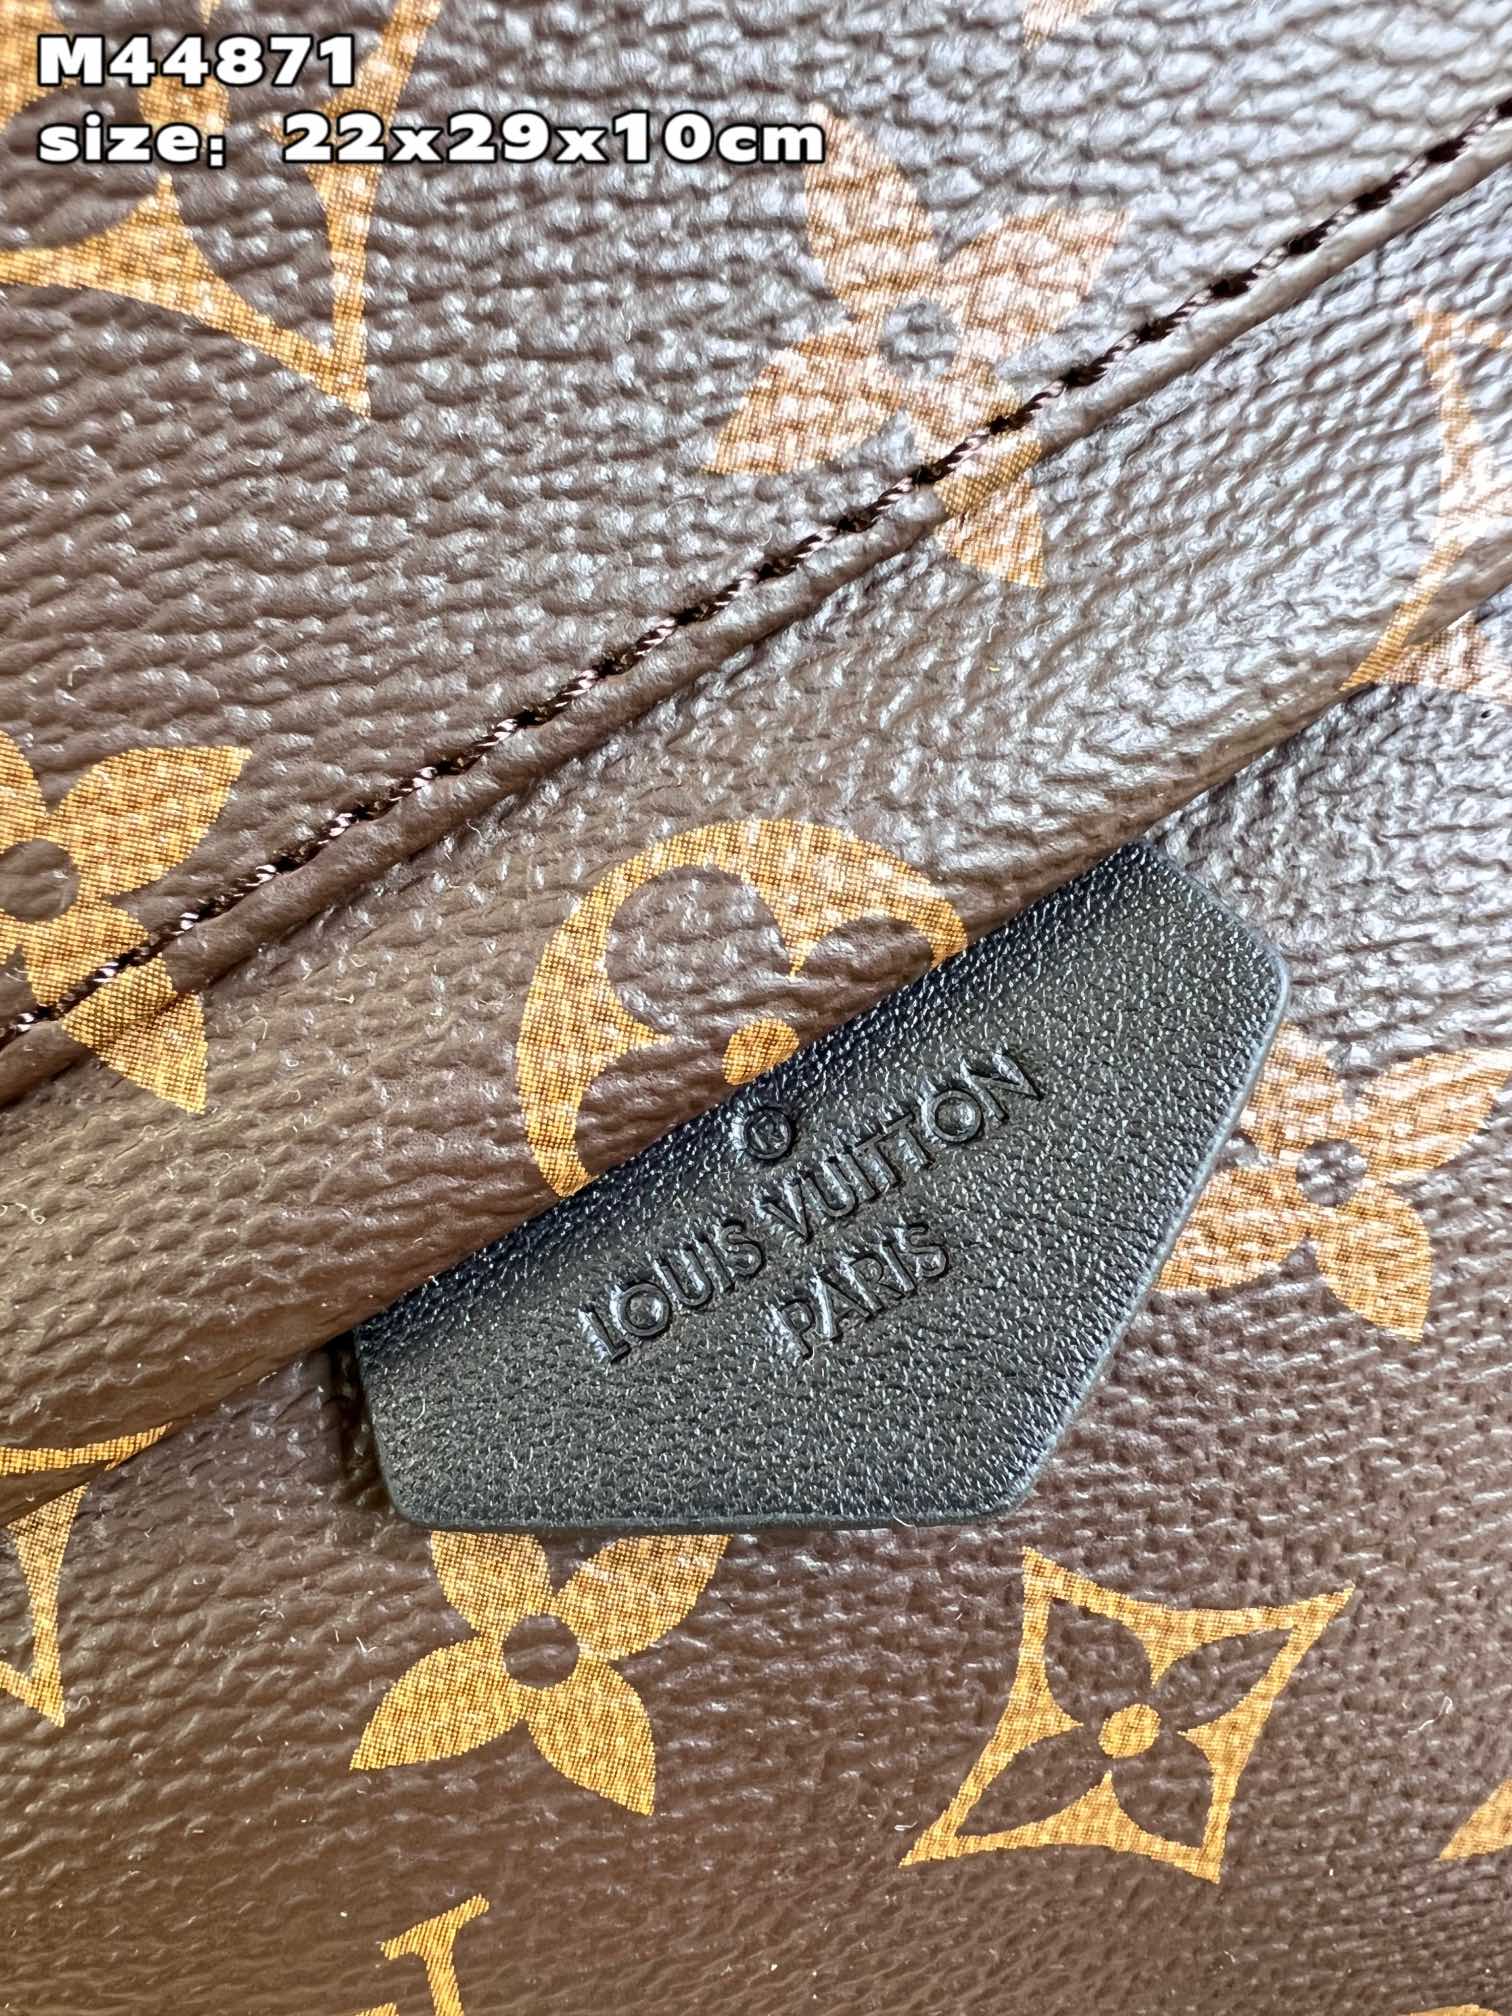 M44871
size： 22x29x10cm
®
LOUIS VUITTON
PARIS